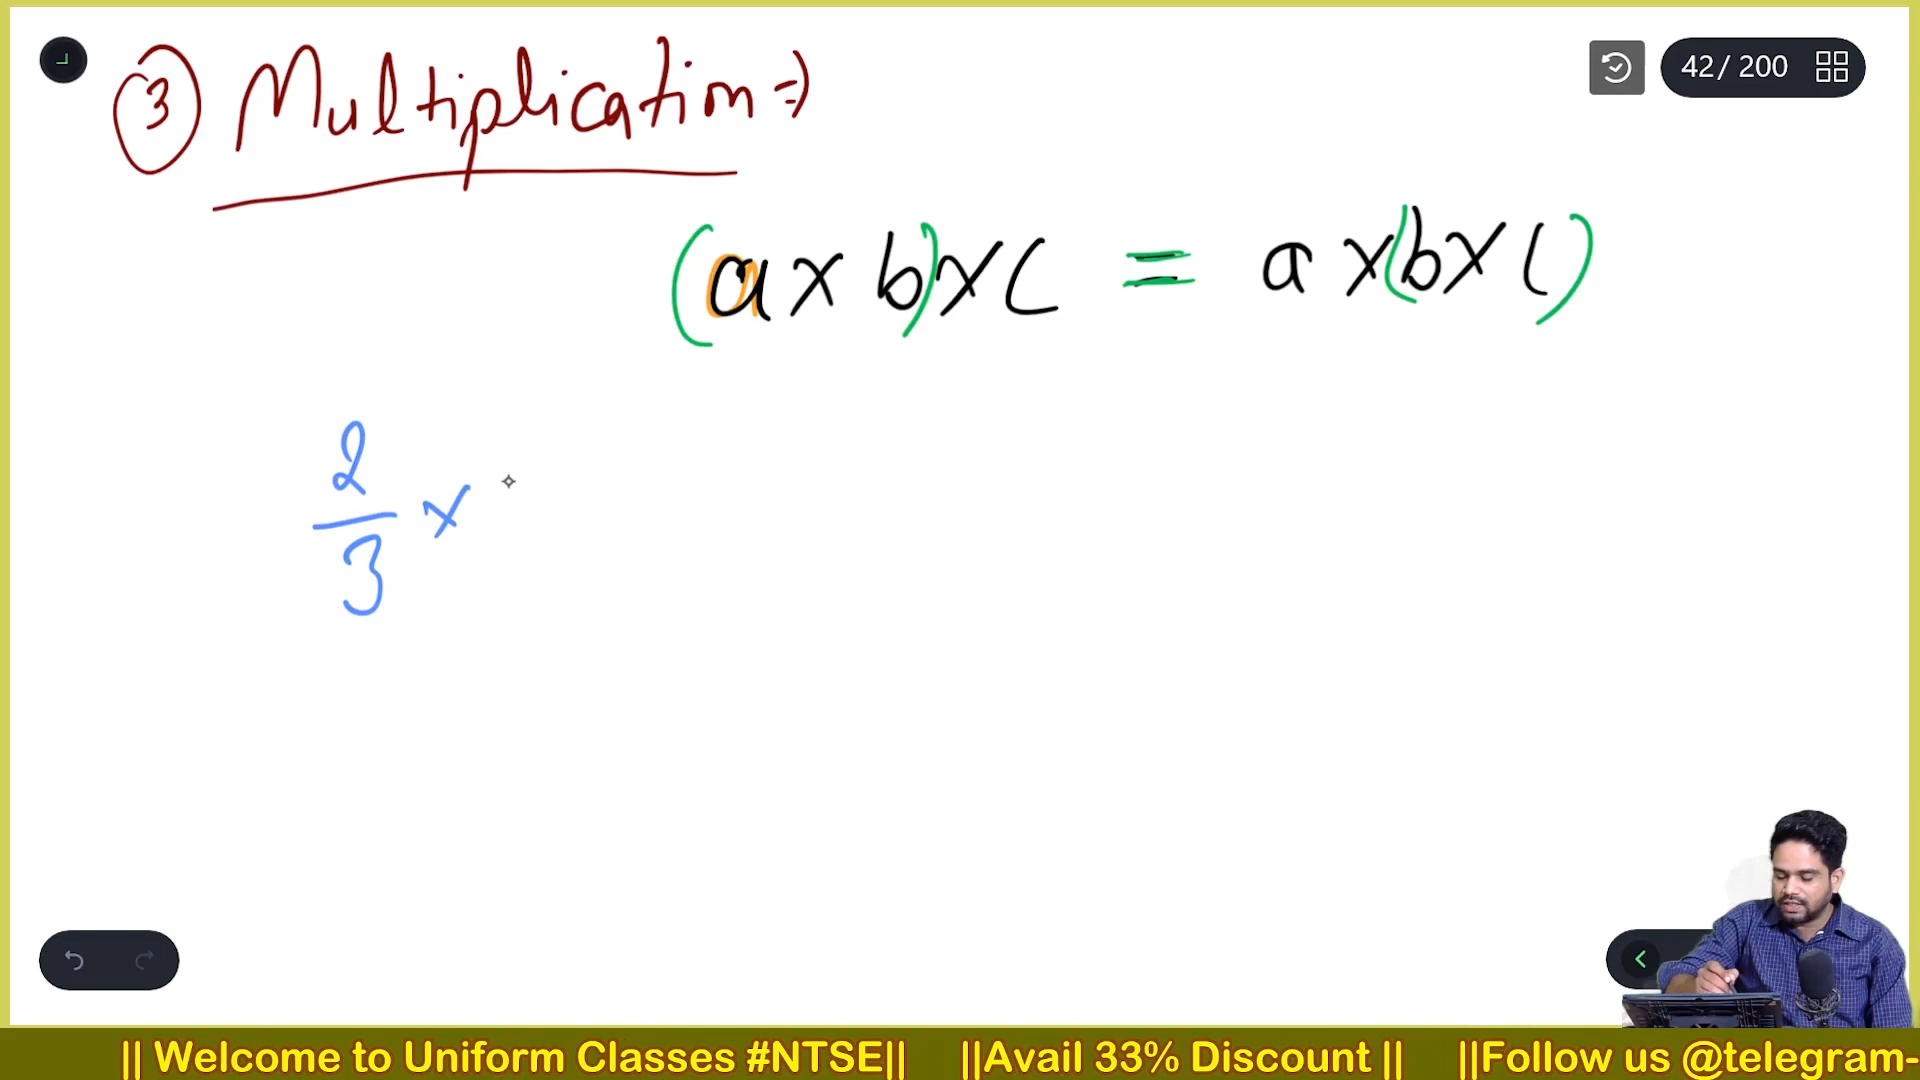 42/ 200
③ Multiplication ⇒
(a x b) x c = a x (b x c)
2/3 x
|| Welcome to Uniform Classes #NTSE|| ||Avail 33% Discount || ||Follow us @telegram-